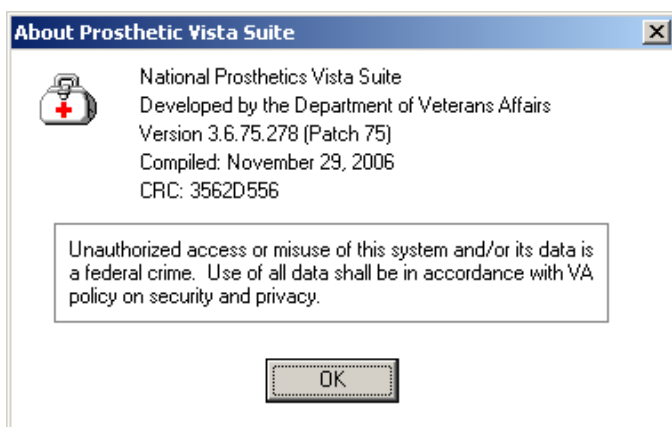 About Prosthetic Vista Suite
National Prosthetics Vista Suite
Developed by the Department of Veterans Affairs
Version 3.6.75.278 (Patch 75)
Compiled: November 29, 2006
CRC: 3562D556
Unauthorized access or misuse of this system and/or its data is
a federal crime.  Use of all data shall be in accordance with VA
policy on security and privacy.
OK